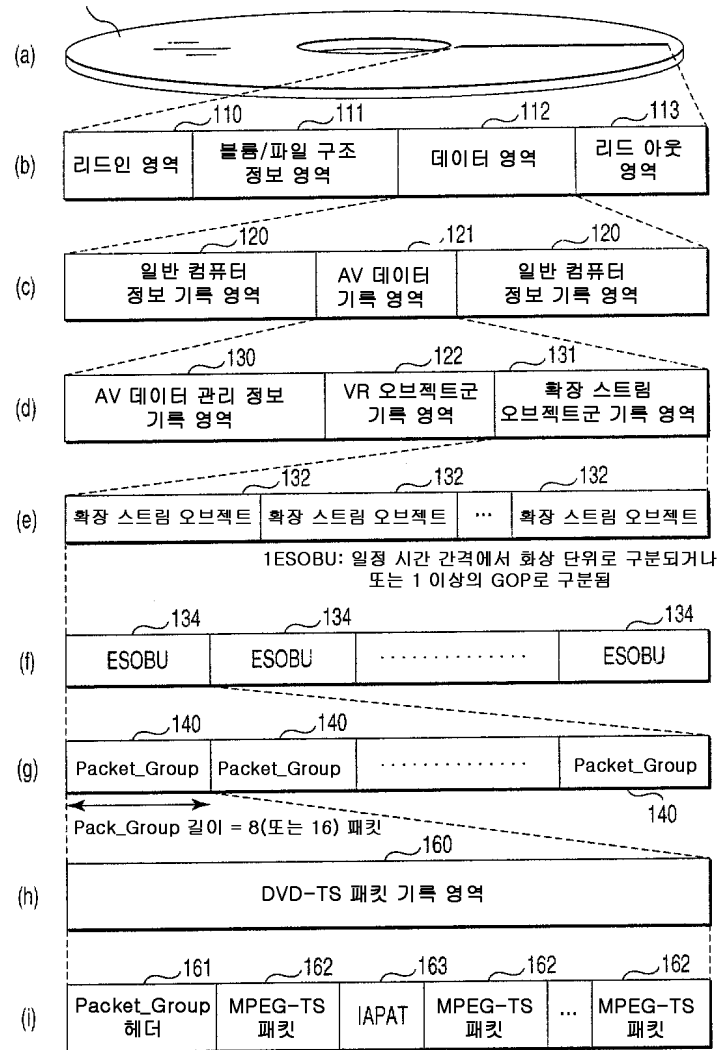 (a)
110 111 112 113
(b) 리드인 영역 볼륨/파일 구조 정보 영역 데이터 영역 리드 아웃 영역
120 121 120
(c) 일반 컴퓨터 정보 기록 영역 AV 데이터 기록 영역 일반 컴퓨터 정보 기록 영역
130 122 131
(d) AV 데이터 관리 정보 기록 영역 VR 오브젝트군 기록 영역 확장 스트림 오브젝트군 기록 영역
132 132 132
(e) 확장 스트림 오브젝트 확장 스트림 오브젝트 ... 확장 스트림 오브젝트
1ESOBU: 일정 시간 간격에서 화상 단위로 구분되거나
또는 1 이상의 GOP로 구분됨
134 134 134
(f) ESOBU ESOBU .............. ESOBU
140 140
(g) Packet_Group Packet_Group .............. Packet_Group
140
Pack_Group 길이 = 8(또는 16) 패킷
160
(h) DVD-TS 패킷 기록 영역
161 162 163 162 162
(i) Packet_Group 헤더 MPEG-TS 패킷 IAPAT MPEG-TS 패킷 ... MPEG-TS 패킷